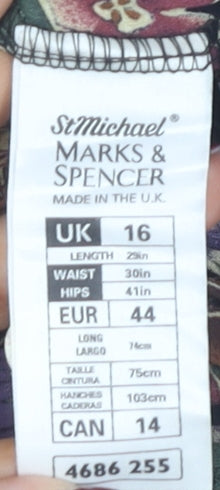 StMichael®
MARKS &
SPENCER
MADE IN THE U.K.
UK 16
LENGTH 29in
WAIST 30in
HIPS 41in
EUR 44
LONG
LARGO 74cm
TAILLE
CINTURA 75cm
HANCHES
CADERAS 103cm
CAN 14
4686 255